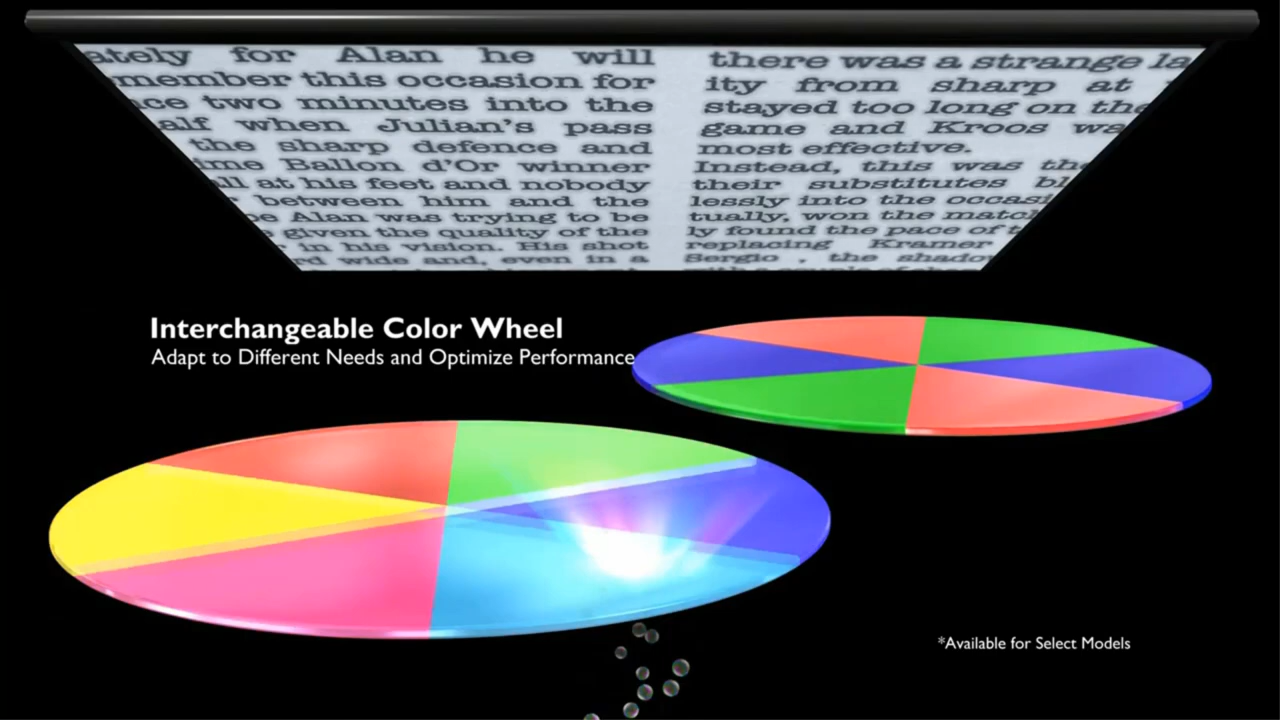 ately for Alan he will
member this occasion for
ce two minutes into the
alf when Julian's pass
the sharp defence and
ime Ballon d'Or winner
ll at his feet and nobody
between him and the
e Alan was trying to be
given the quality of the
in his vision. His shot
rd wide and, even in a
there was a strange la
ity from sharp at
stayed too long on the
game and Kroos wa
most effective.
Instead, this was the
their substitutes bl
lessly into the occasi
tually, won the match
ly found the pace of t
replacing Kramer
Sergio , the shado
Interchangeable Color Wheel
Adapt to Different Needs and Optimize Performance
*Available for Select Models